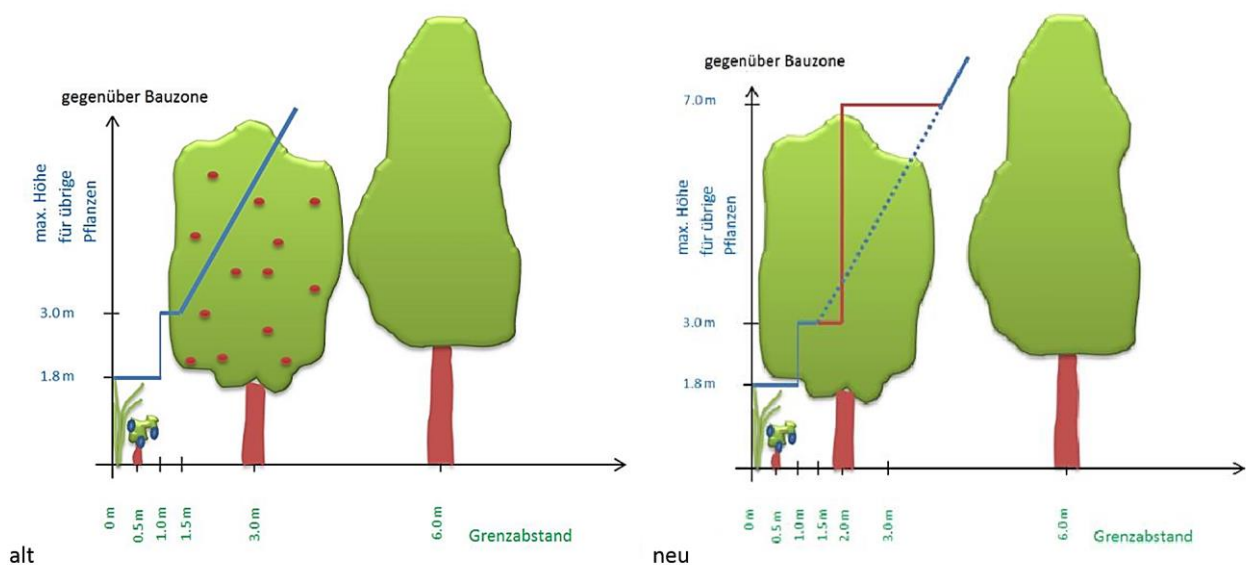 gegenüber Bauzone
max. Höhe
für übrige
Pflanzen
3.0 m
1.8 m
0 m
0.5 m
1.0 m
1.5 m
3.0 m
6.0 m
Grenzabstand
alt
gegenüber Bauzone
7.0 m
max. Höhe
für übrige
Pflanzen
3.0 m
1.8 m
0 m
0.5 m
1.0 m
1.5 m
2.0 m
3.0 m
6.0 m
Grenzabstand
neu